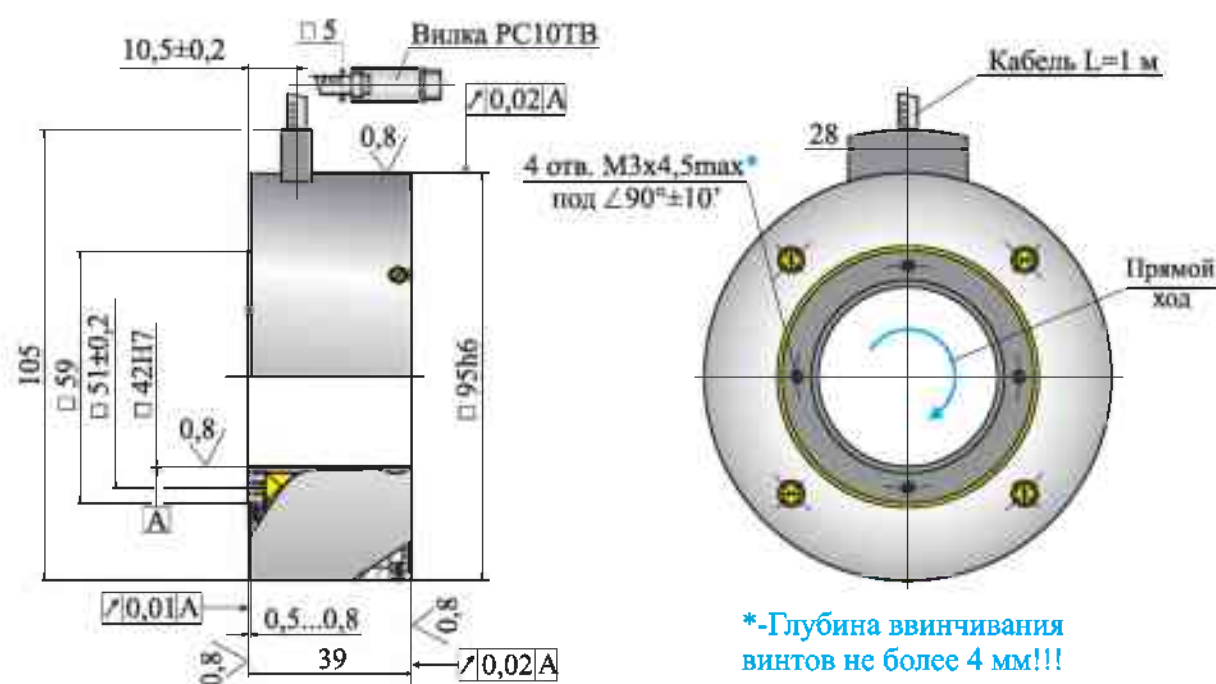 10,5±0,2
□ 5
Вилка РС10ТВ
Кабель L=1 м
↗ 0,02 А
0,8
28
4 отв. М3х4,5max*
под ∠90°±10'
Прямой
ход
105
□ 59
□ 51±0,2
□ 42H7
□ 95h6
0,8
А
↗ 0,01 А
0,5...0,8
0,8
0,8
39
↗ 0,02 А
*-Глубина ввинчивания
винтов не более 4 мм!!!